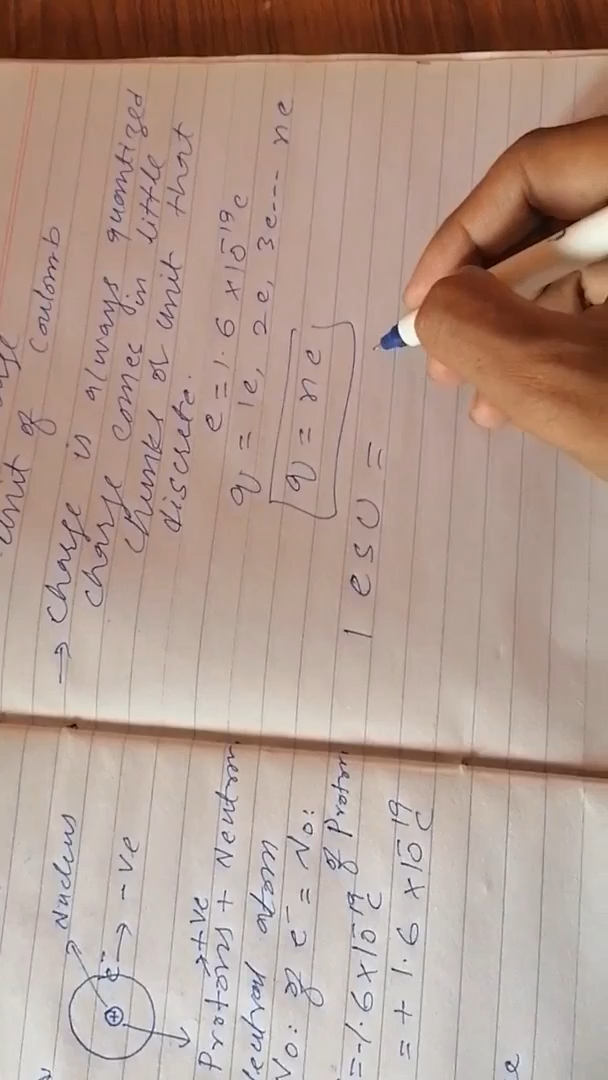 unit of Coulomb
→ Charge is always quantized
charge comes in little
chunks or unit that
discrete.
e = 1.6 × 10⁻¹⁹c
q = 1e, 2e, 3e--- ne
q = ne
1 esu =
Nucleus
+
e⁻ → -ve
+ve
Protons + Neutron
Neutral atom
No: of e⁻ = No:
of Proton
= -1.6×10⁻¹⁹ c
= + 1.6 ×10⁻¹⁹ c
e